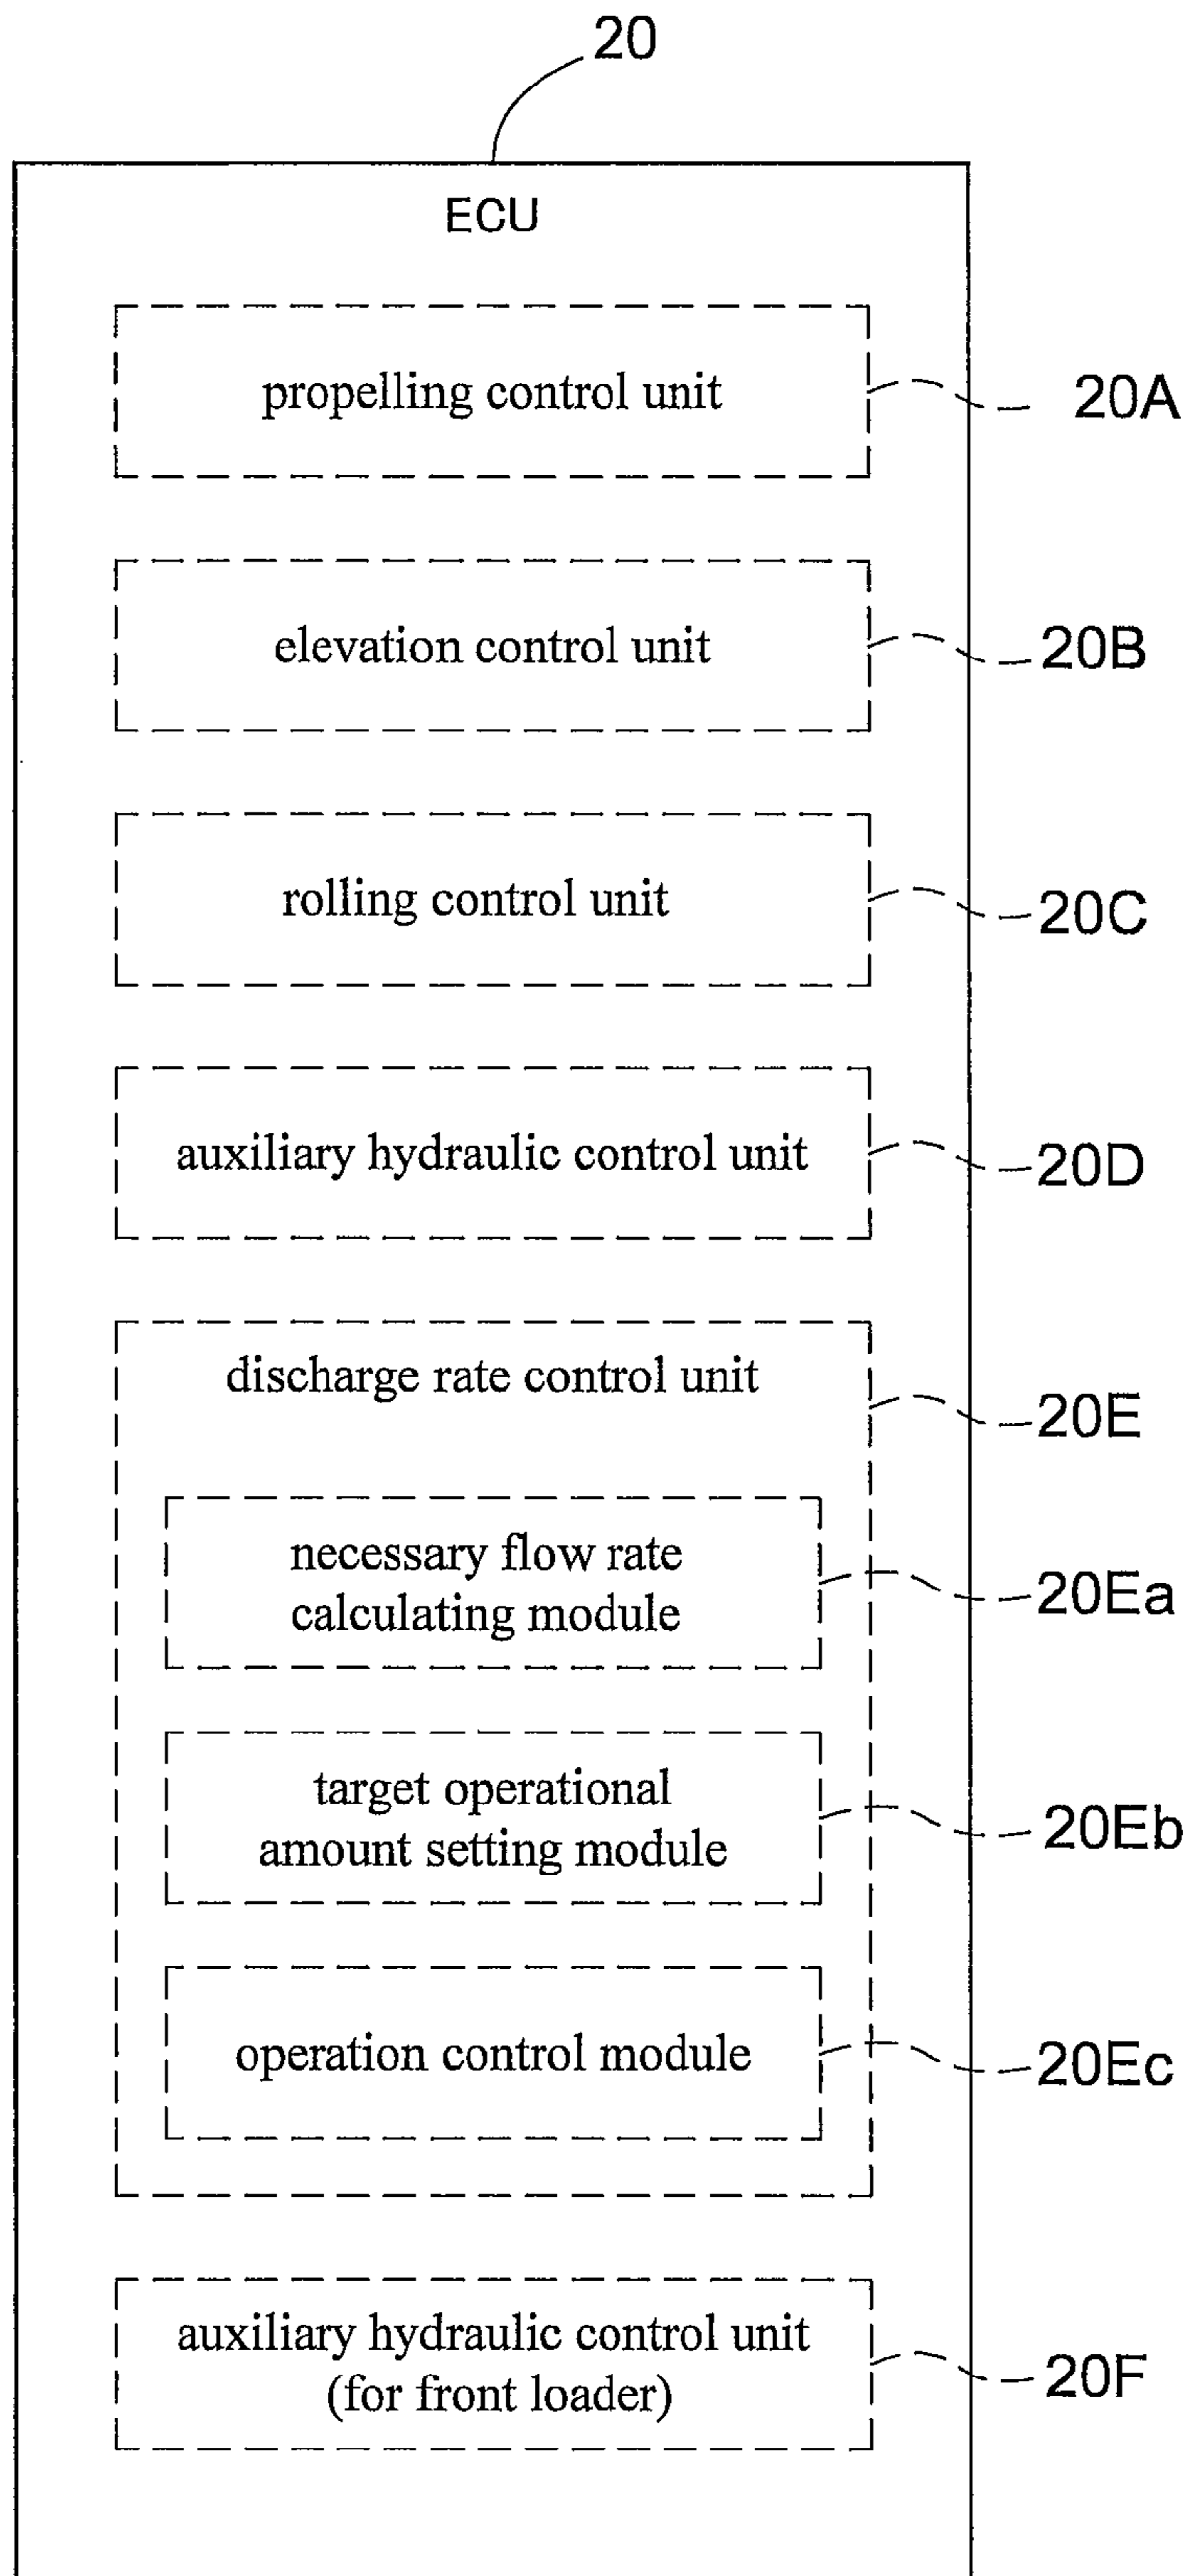 20
ECU
propelling control unit
20A
elevation control unit
20B
rolling control unit
20C
auxiliary hydraulic control unit
20D
discharge rate control unit
20E
necessary flow rate
calculating module
20Ea
target operational
amount setting module
20Eb
operation control module
20Ec
auxiliary hydraulic control unit
(for front loader)
20F